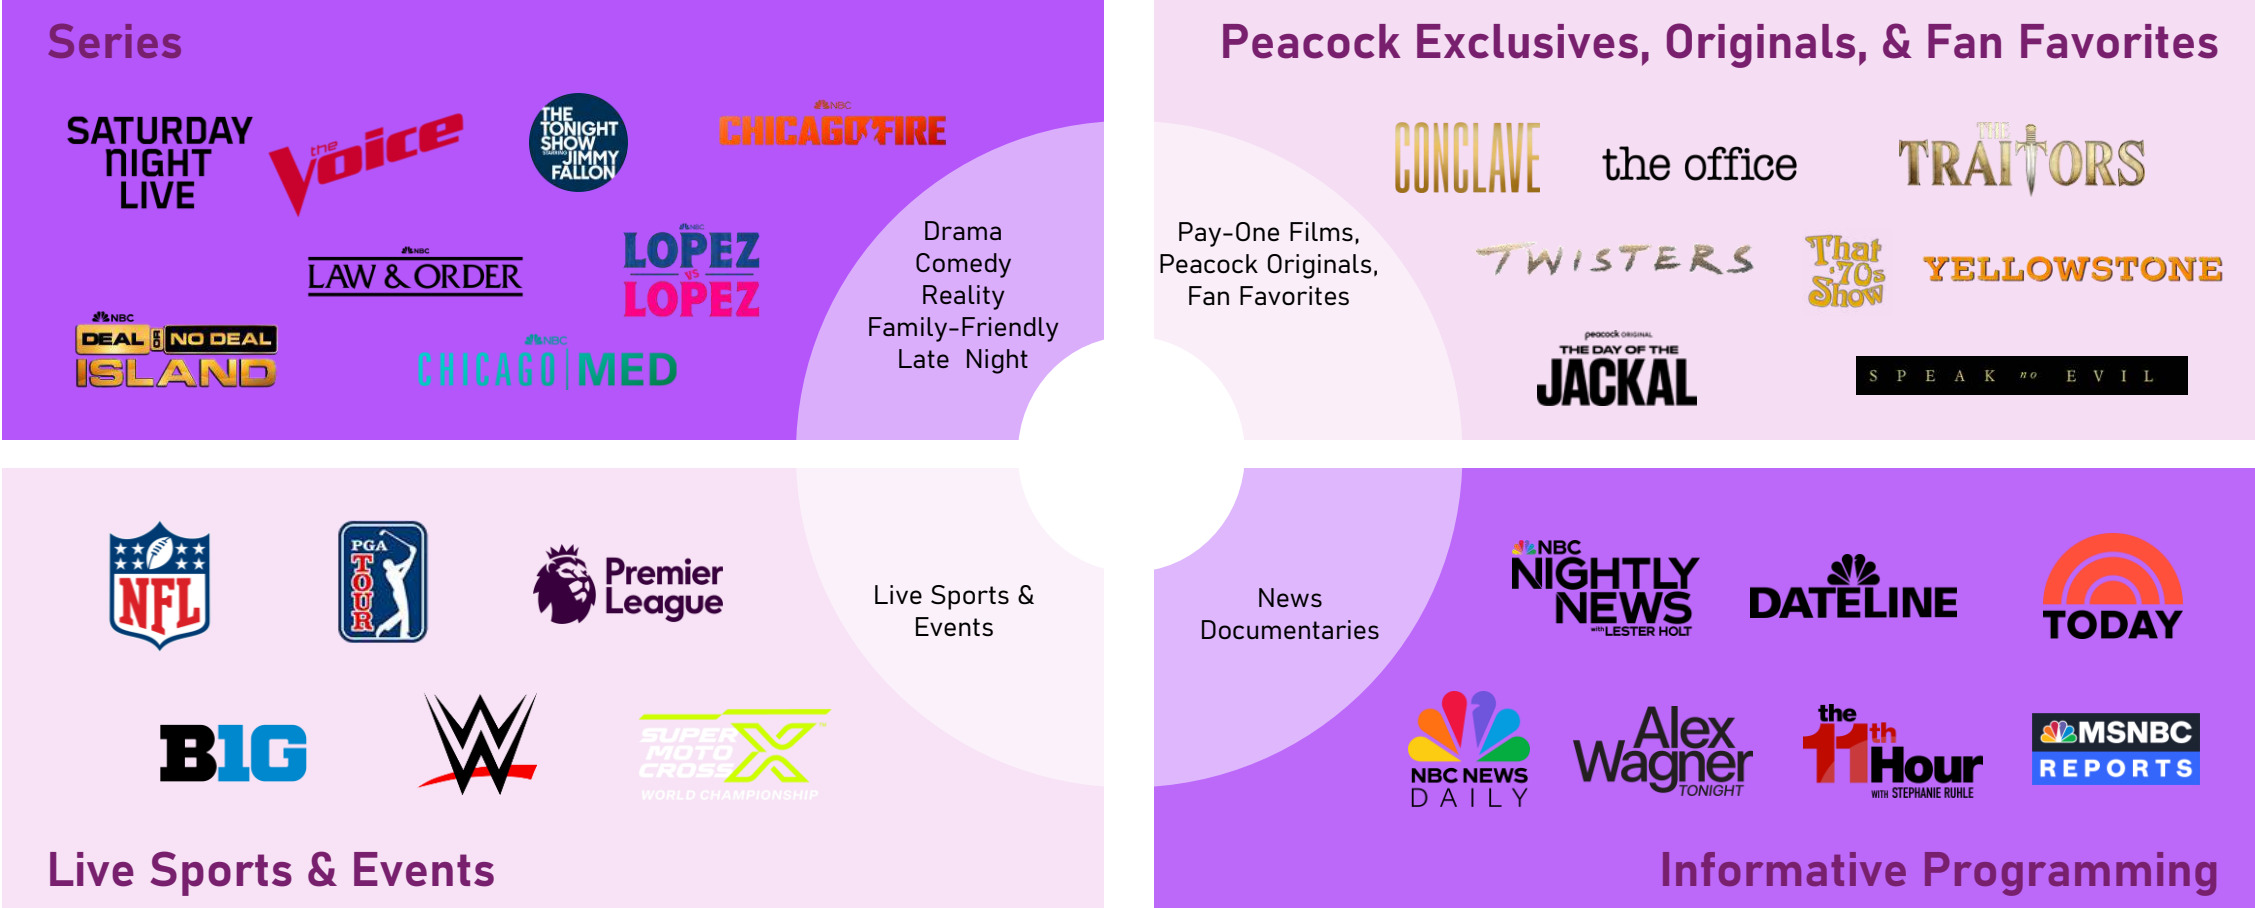 Series
SATURDAY
NIGHT
LIVE
the
Voice
THE
TONIGHT
SHOW
STARRING
JIMMY
FALLON
NBC
CHICAGO FIRE
NBC
LAW & ORDER
NBC
LOPEZ
VS
LOPEZ
NBC
DEAL OR NO DEAL
ISLAND
NBC
CHICAGO MED
Drama
Comedy
Reality
Family-Friendly
Late Night
Peacock Exclusives, Originals, & Fan Favorites
CONCLAVE
the office
THE
TRAITORS
TWISTERS
That
'70s
Show
YELLOWSTONE
peacock ORIGINAL
THE DAY OF THE
JACKAL
SPEAK no EVIL
Pay-One Films,
Peacock Originals,
Fan Favorites
NFL
PGA
TOUR
Premier
League
B1G
W
SUPER
MOTO
CROSS
X
TM
WORLD CHAMPIONSHIP
Live Sports &
Events
Live Sports & Events
News
Documentaries
NBC
NIGHTLY
NEWS
with LESTER HOLT
DATELINE
TODAY
NBC NEWS
DAILY
Alex
Wagner
TONIGHT
the
11th
Hour
WITH STEPHANIE RUHLE
MSNBC
REPORTS
Informative Programming